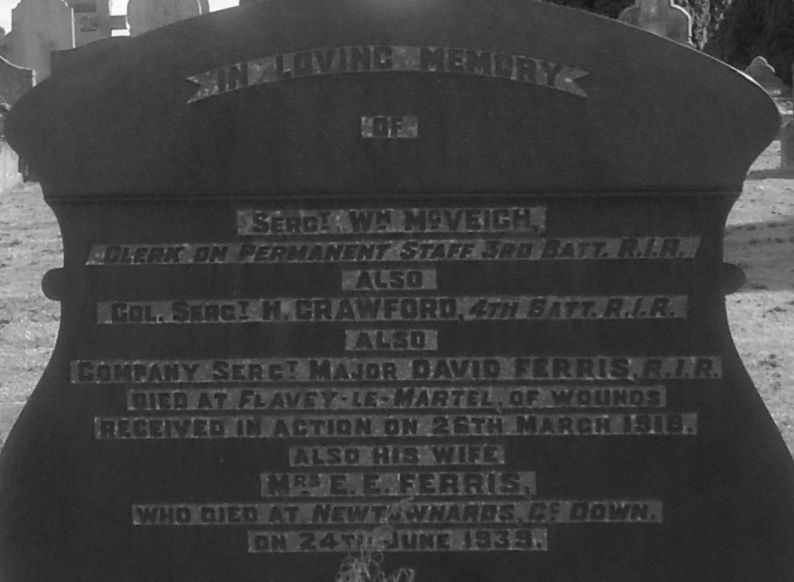 IN LOVING MEMORY
OF
SERGT WM MCVEIGH,
CLERK ON PERMANENT STAFF 3RD BATT. R.I.R.
ALSO
COL. SERGT H. CRAWFORD, 4TH BATT. R.I.R.
ALSO
COMPANY SERGT MAJOR DAVID FERRIS, R.I.R.
DIED AT FLAVEY-LE-MARTEL, OF WOUNDS
RECEIVED IN ACTION ON 26TH MARCH 1918.
ALSO HIS WIFE
MRS E. E. FERRIS,
WHO DIED AT NEWTOWNARDS, CO DOWN.
ON 24TH JUNE 1939.